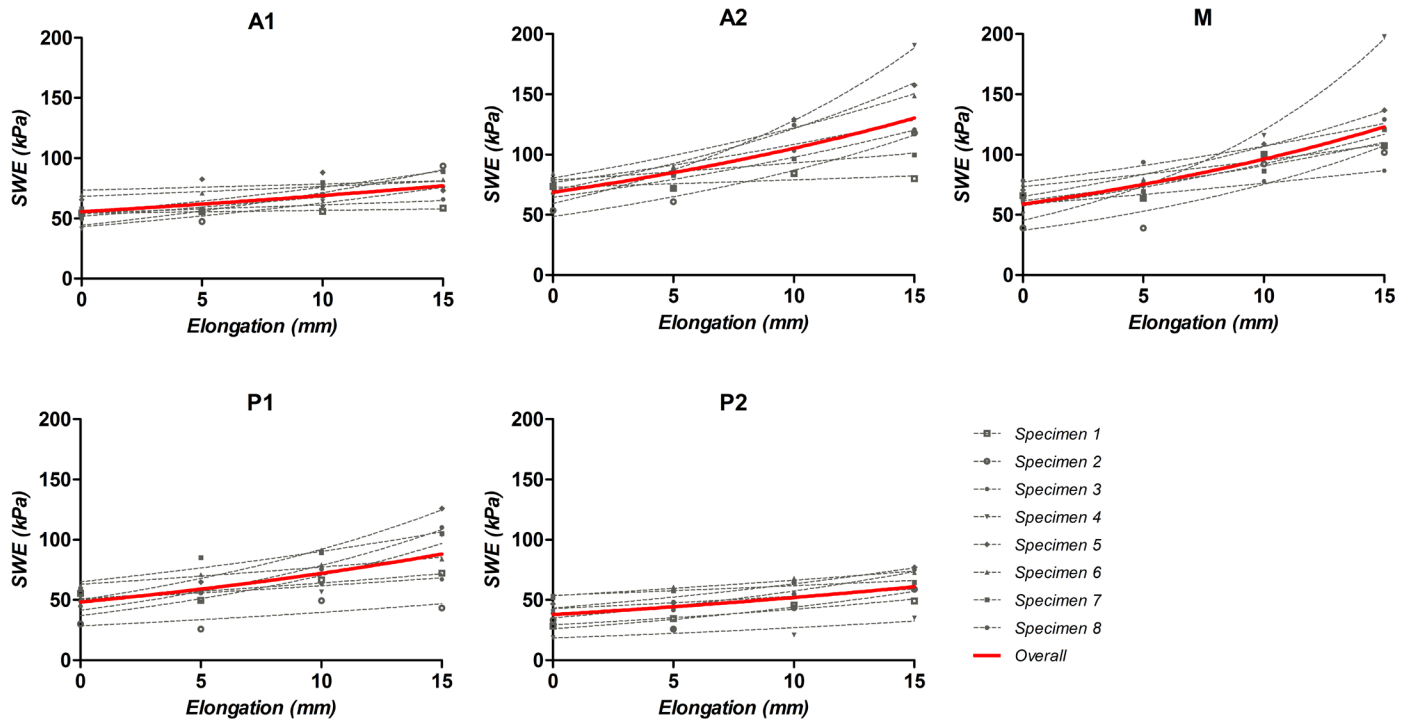 A1
200
150
100
50
0
SWE (kPa)
0 5 10 15
Elongation (mm)
A2
200
150
100
50
0
SWE (kPa)
0 5 10 15
Elongation (mm)
M
200
150
100
50
0
SWE (kPa)
0 5 10 15
Elongation (mm)
P1
200
150
100
50
0
SWE (kPa)
0 5 10 15
Elongation (mm)
P2
200
150
100
50
0
SWE (kPa)
0 5 10 15
Elongation (mm)
Specimen 1
Specimen 2
Specimen 3
Specimen 4
Specimen 5
Specimen 6
Specimen 7
Specimen 8
Overall